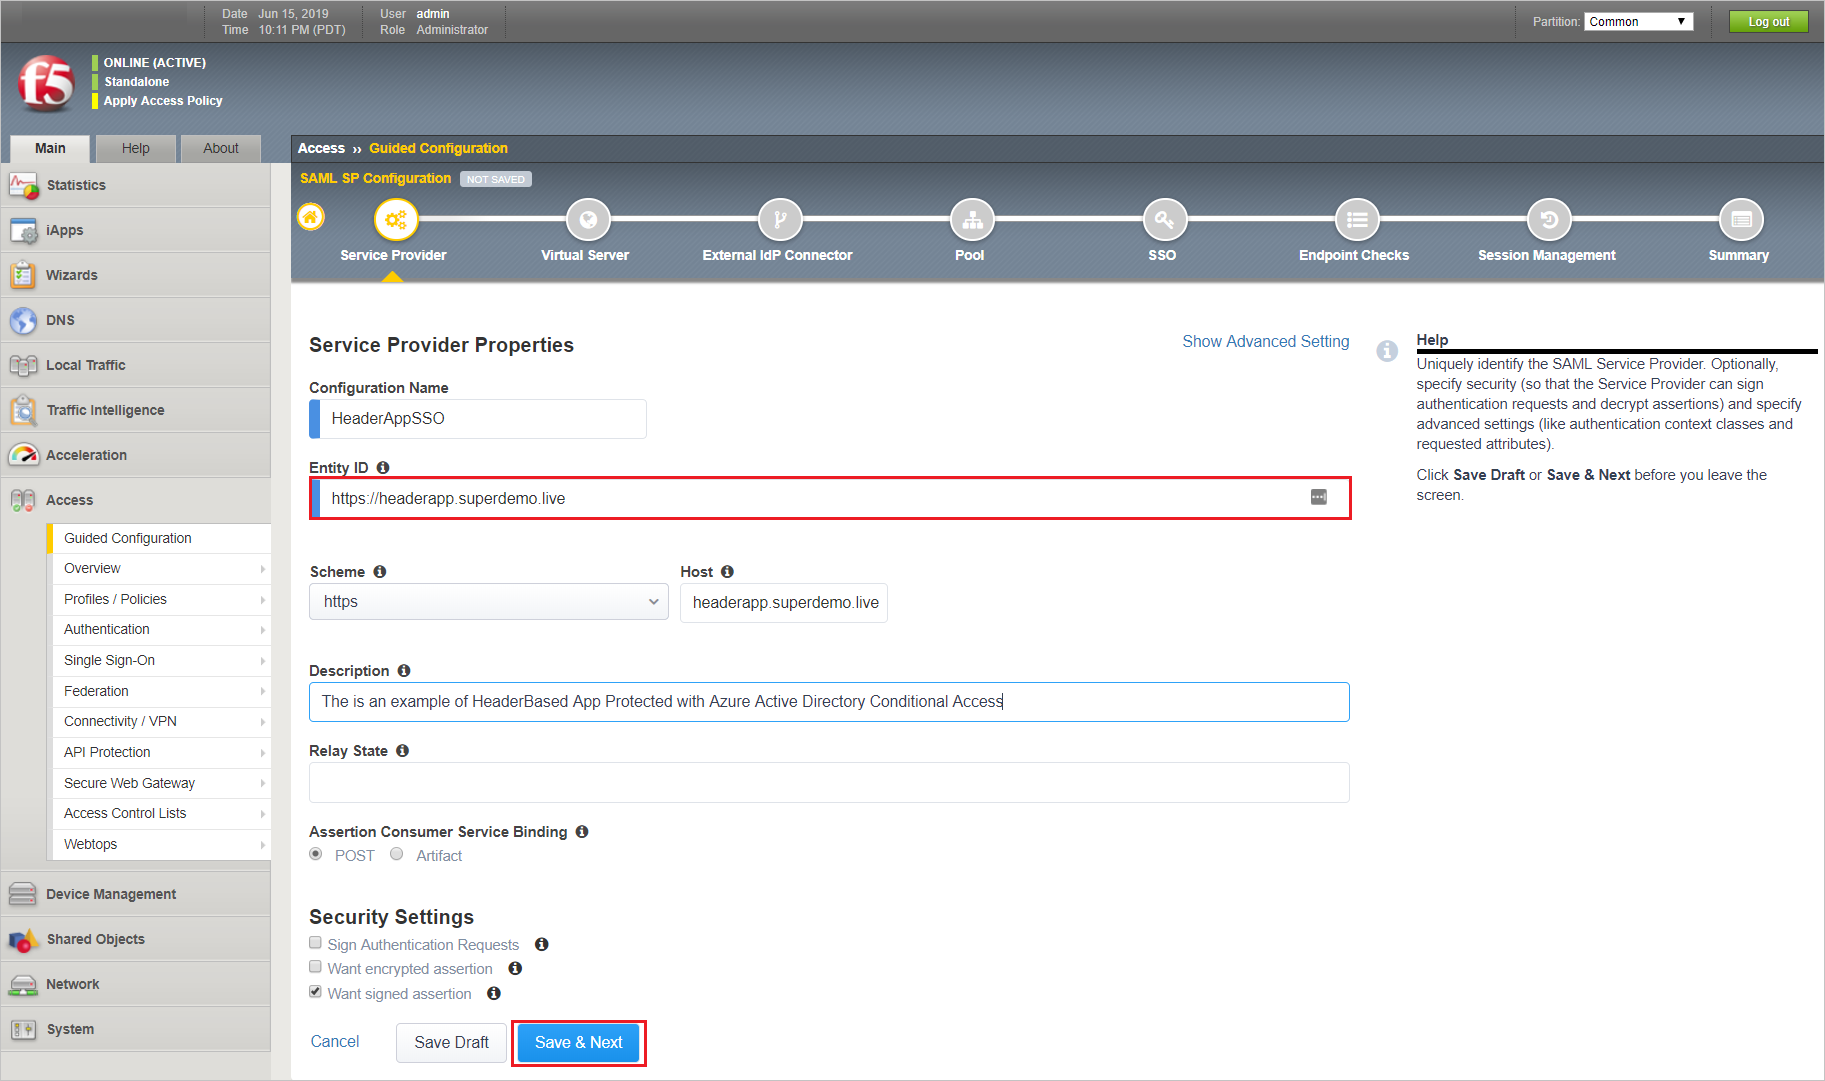 Date Jun 15, 2019
Time 10:11 PM (PDT)
User admin
Role Administrator
Partition: Common
Log out
f5
ONLINE (ACTIVE)
Standalone
Apply Access Policy
Main
Help
About
Access ›› Guided Configuration
Statistics
iApps
Wizards
DNS
Local Traffic
Traffic Intelligence
Acceleration
Access
Guided Configuration
Overview
Profiles / Policies
Authentication
Single Sign-On
Federation
Connectivity / VPN
API Protection
Secure Web Gateway
Access Control Lists
Webtops
Device Management
Shared Objects
Network
System
SAML SP Configuration NOT SAVED
Service Provider
Virtual Server
External IdP Connector
Pool
SSO
Endpoint Checks
Session Management
Summary
Service Provider Properties
Show Advanced Setting
Configuration Name
HeaderAppSSO
Entity ID
https://headerapp.superdemo.live
Scheme
https
Host
headerapp.superdemo.live
Description
The is an example of HeaderBased App Protected with Azure Active Directory Conditional Access
Relay State
Assertion Consumer Service Binding
POST Artifact
Security Settings
Sign Authentication Requests
Want encrypted assertion
Want signed assertion
Cancel
Save Draft
Save & Next
Help
Uniquely identify the SAML Service Provider. Optionally,
specify security (so that the Service Provider can sign
authentication requests and decrypt assertions) and specify
advanced settings (like authentication context classes and
requested attributes).
Click Save Draft or Save & Next before you leave the
screen.